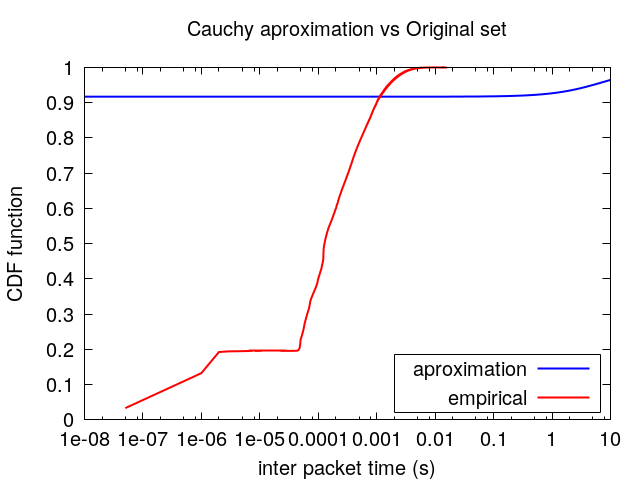 Cauchy aproximation vs Original set
1
0.9
0.8
0.7
0.6
0.5
0.4
0.3
0.2
0.1
0
CDF function
aproximation
empirical
1e-08 1e-07 1e-06 1e-05 0.0001 0.001 0.01 0.1 1 10
inter packet time (s)